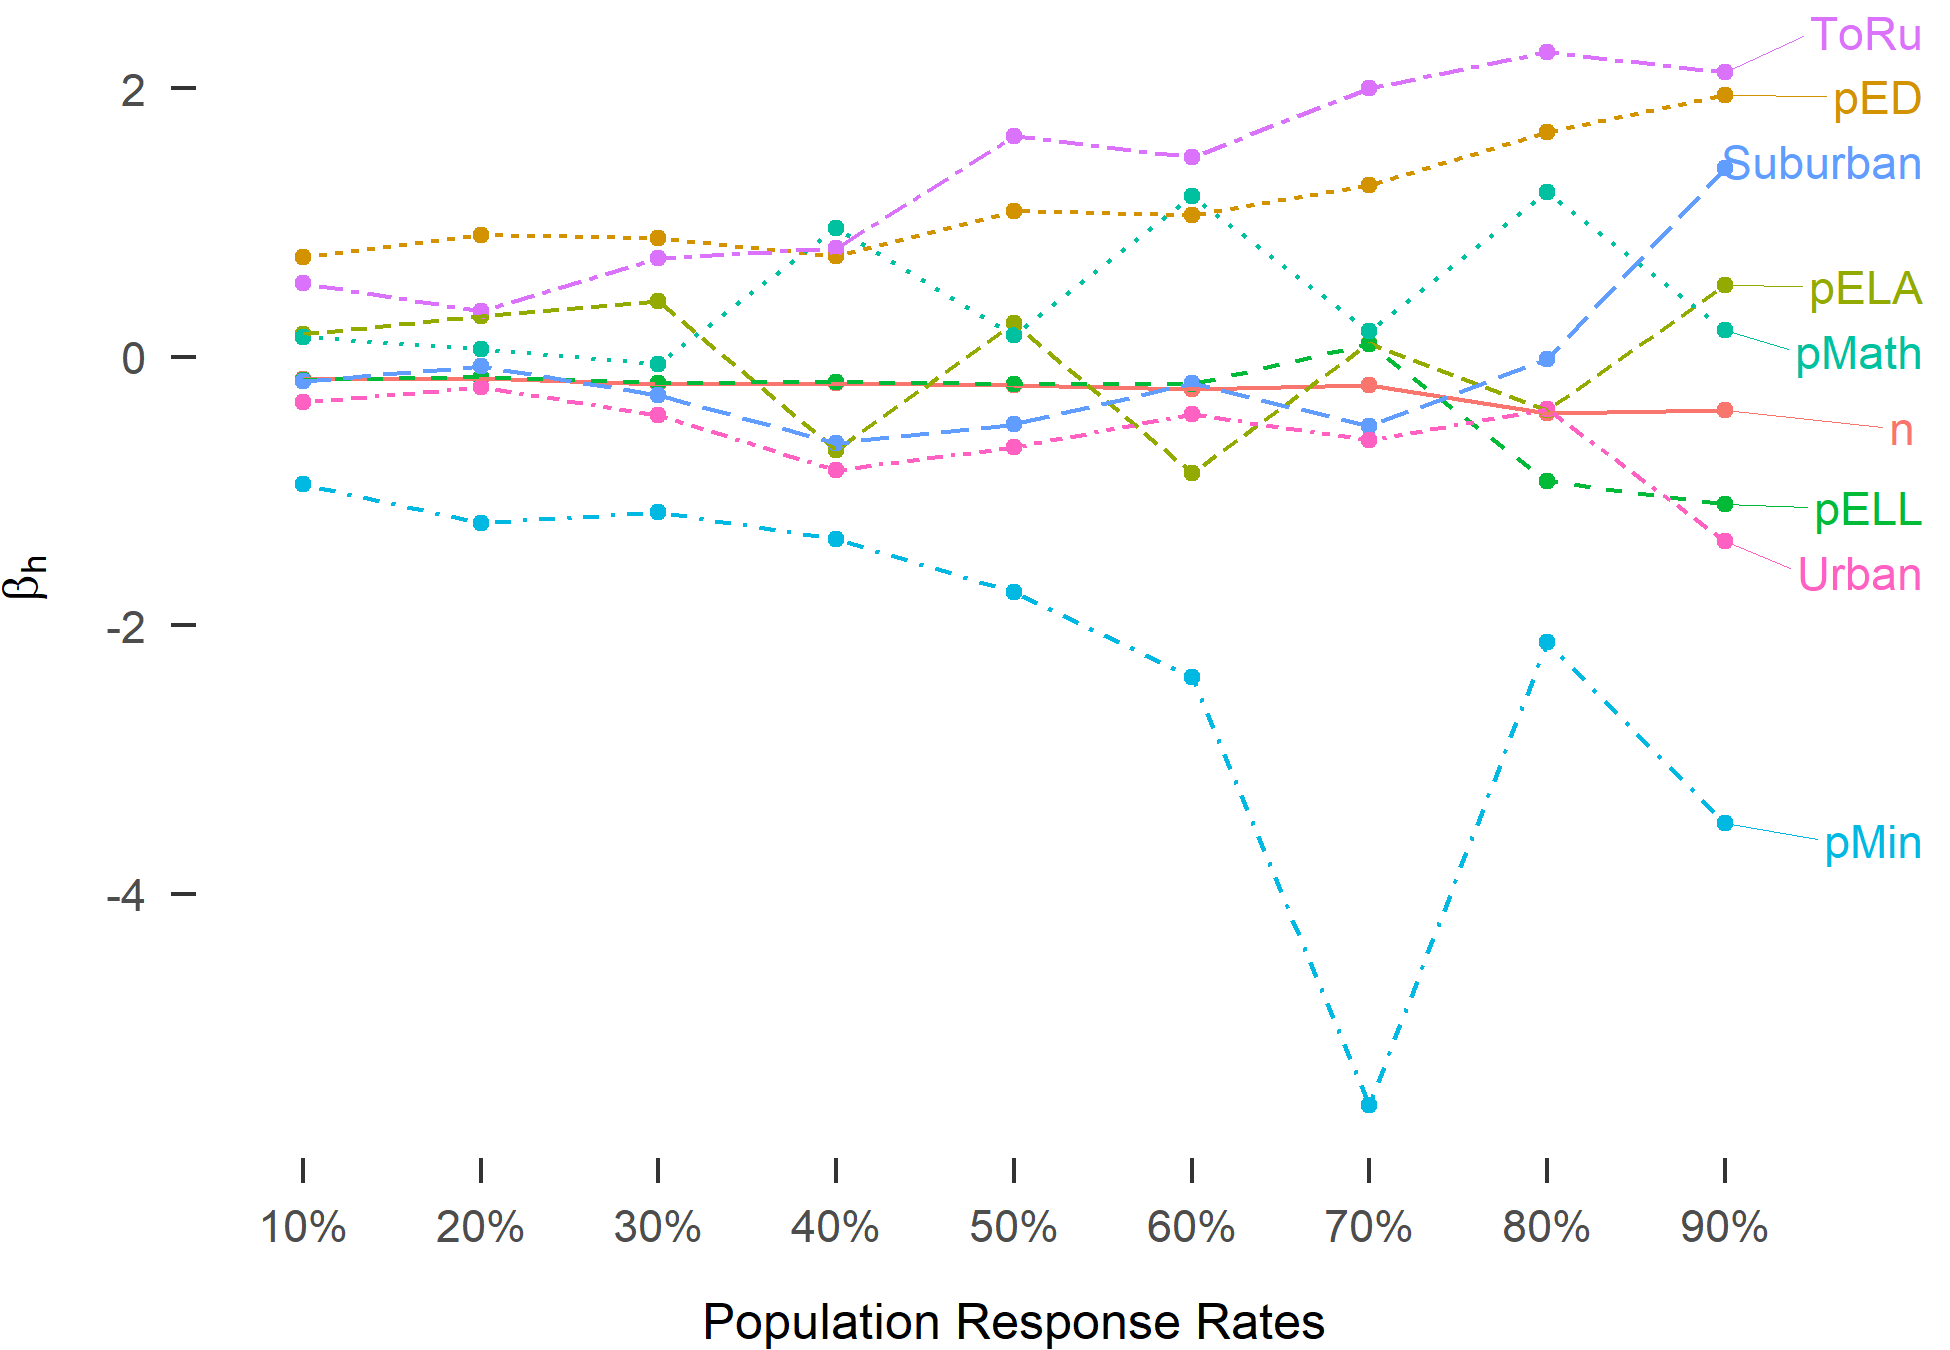 ToRu
2
pED
Suburban
pELA
0
pMath
n
pELL
βh
Urban
-2
pMin
-4
10% 20% 30% 40% 50% 60% 70% 80% 90%
Population Response Rates